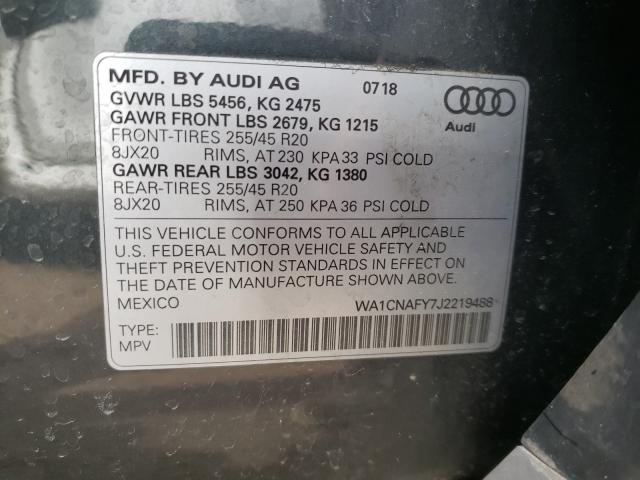 MFD. BY AUDI AG 0718
GVWR LBS 5456, KG 2475
GAWR FRONT LBS 2679, KG 1215
Audi
FRONT-TIRES 255/45 R20
8JX20 RIMS, AT 230 KPA 33 PSI COLD
GAWR REAR LBS 3042, KG 1380
REAR-TIRES 255/45 R20
8JX20 RIMS, AT 250 KPA 36 PSI COLD
THIS VEHICLE CONFORMS TO ALL APPLICABLE
U.S. FEDERAL MOTOR VEHICLE SAFETY AND
THEFT PREVENTION STANDARDS IN EFFECT ON
THE DATE OF MANUFACTURE SHOWN ABOVE.
MEXICO WA1CNAFY7J2219488
TYPE:
MPV